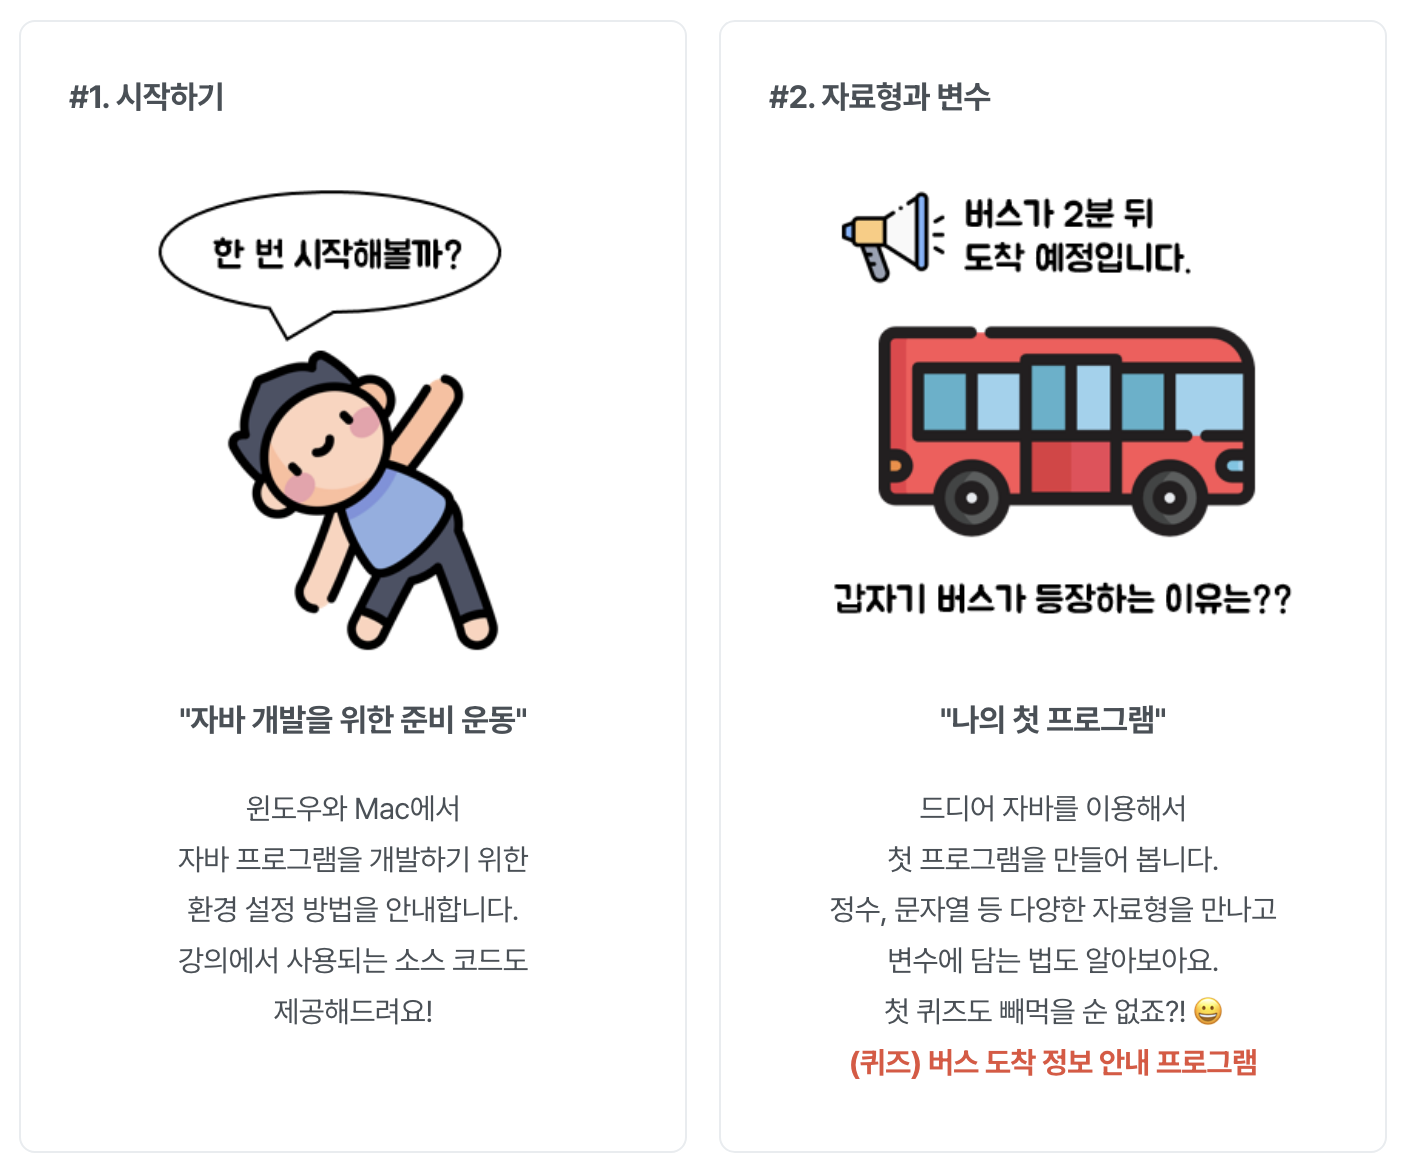 #1. 시작하기
한 번 시작해볼까?
"자바 개발을 위한 준비 운동"
윈도우와 Mac에서
자바 프로그램을 개발하기 위한
환경 설정 방법을 안내합니다.
강의에서 사용되는 소스 코드도
제공해드려요!
#2. 자료형과 변수
버스가 2분 뒤
도착 예정입니다.
갑자기 버스가 등장하는 이유는??
"나의 첫 프로그램"
드디어 자바를 이용해서
첫 프로그램을 만들어 봅니다.
정수, 문자열 등 다양한 자료형을 만나고
변수에 담는 법도 알아보아요.
첫 퀴즈도 빼먹을 순 없죠?! 😀
(퀴즈) 버스 도착 정보 안내 프로그램